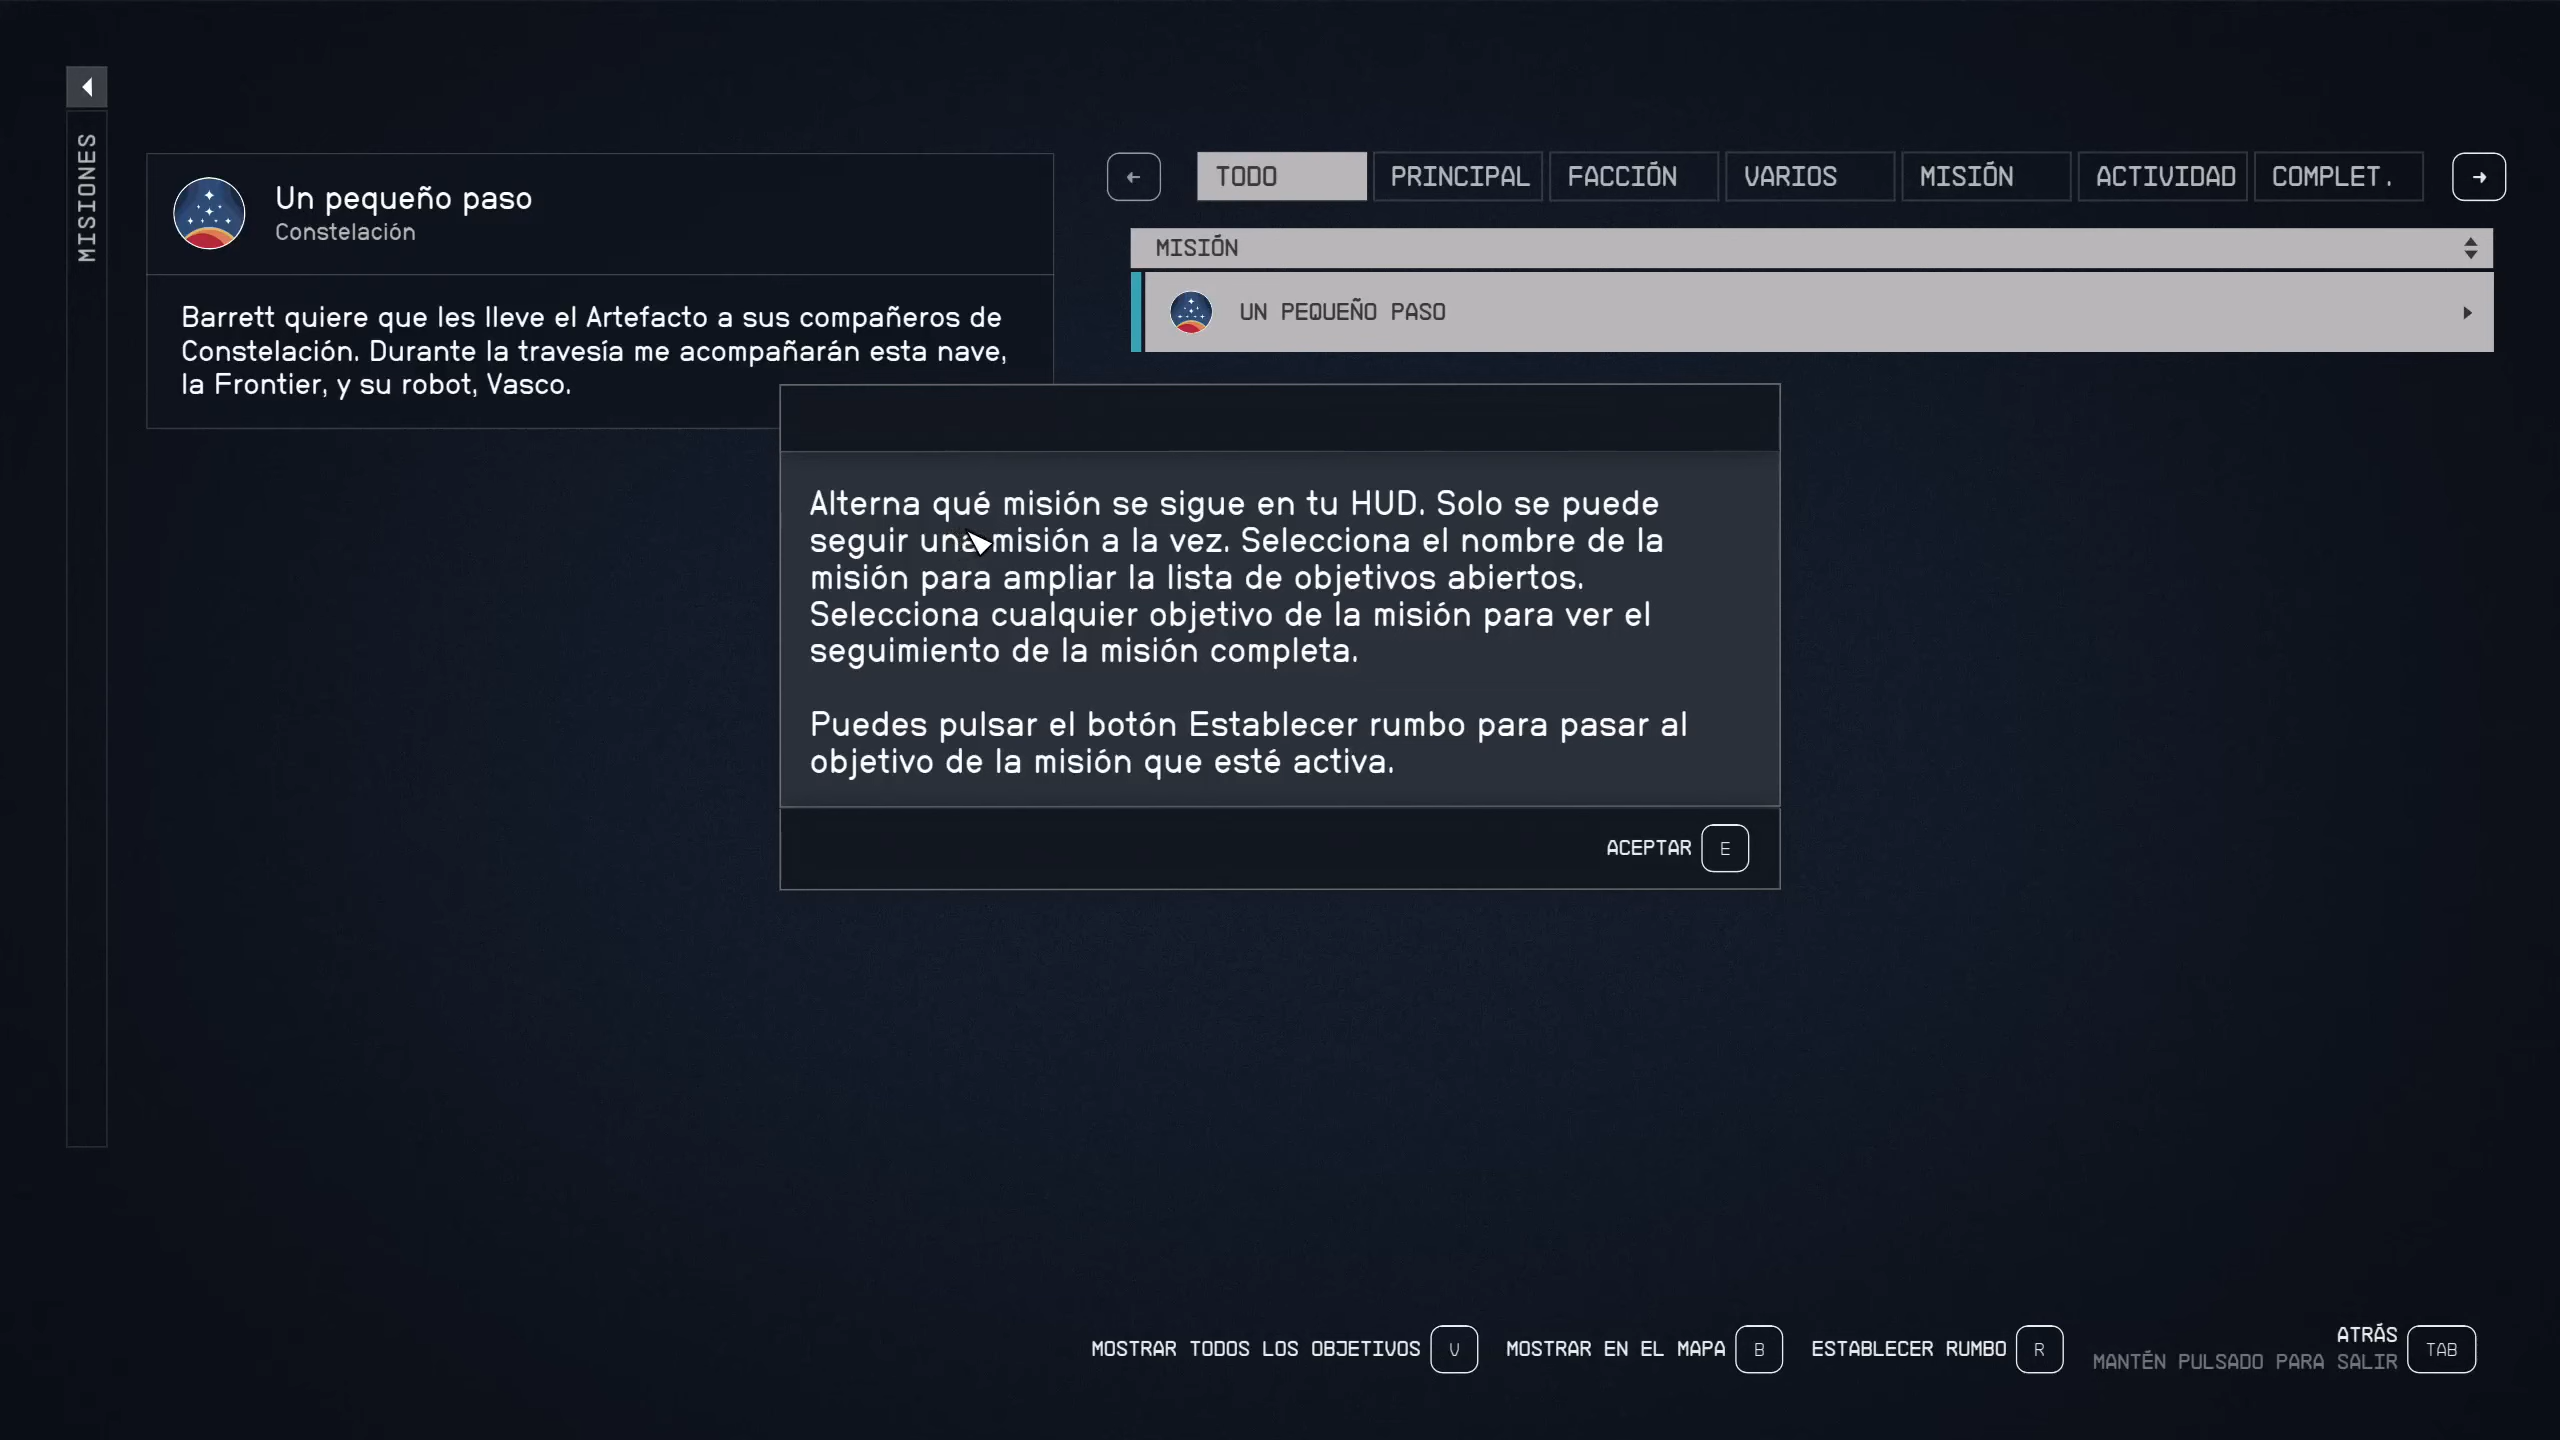 MISIONES
Un pequeño paso
Constelación
Barrett quiere que les lleve el Artefacto a sus compañeros de
Constelación. Durante la travesía me acompañarán esta nave,
la Frontier, y su robot, Vasco.
TODO
PRINCIPAL
FACCIÓN
VARIOS
MISIÓN
ACTIVIDAD
COMPLET.
MISIÓN
UN PEQUEÑO PASO
Alterna qué misión se sigue en tu HUD. Solo se puede
seguir una misión a la vez. Selecciona el nombre de la
misión para ampliar la lista de objetivos abiertos.
Selecciona cualquier objetivo de la misión para ver el
seguimiento de la misión completa.
Puedes pulsar el botón Establecer rumbo para pasar al
objetivo de la misión que esté activa.
ACEPTAR E
MOSTRAR TODOS LOS OBJETIVOS V
MOSTRAR EN EL MAPA B
ESTABLECER RUMBO R
ATRÁS
MANTÉN PULSADO PARA SALIR
TAB